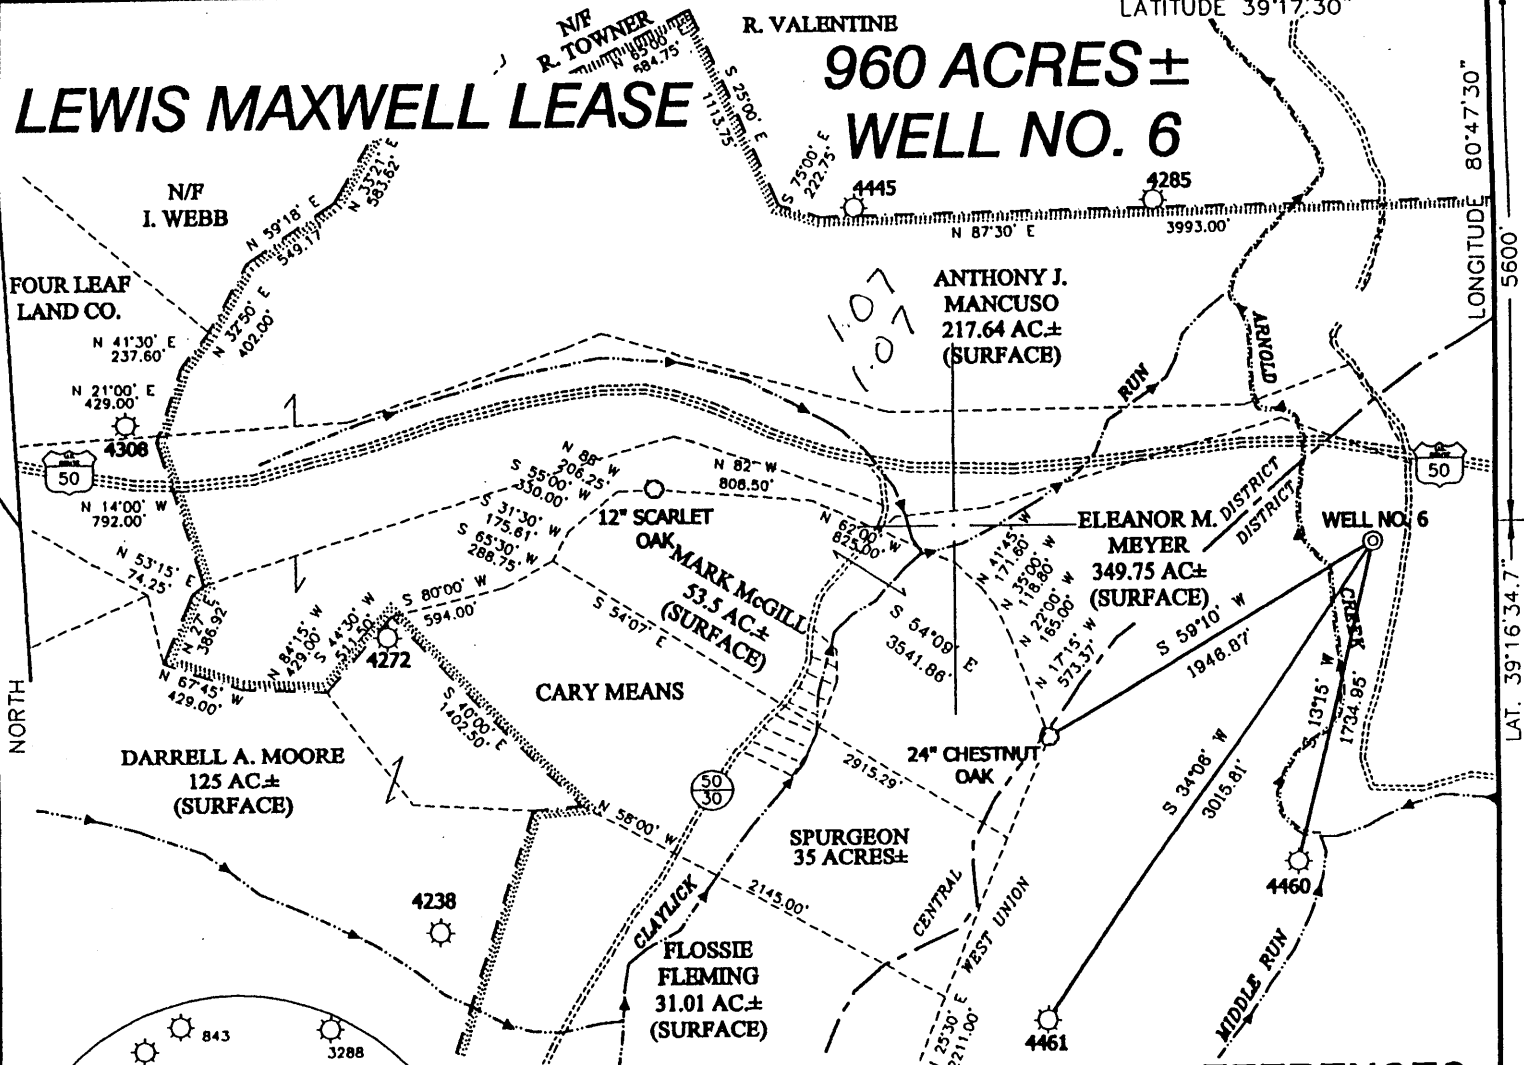 LATITUDE 39°17'30"
N/F
R. TOWNER
N 65°00' E
584.75'
R. VALENTINE
LEWIS MAXWELL LEASE
960 ACRES±
WELL NO. 6
S 25°00' E
1113.75'
S 75°00' E
222.75'
4445
4285
N 87°30' E
3993.00'
LONGITUDE 80°47'30"
5600'
N/F
I. WEBB
N 33°21' E
583.62'
N 59°18' E
549.17'
FOUR LEAF
LAND CO.
N 32°50' E
402.00'
N 41°30' E
237.60'
N 21°00' E
429.00'
4308
50
N 14°00' W
792.00'
N 53°15' E
74.25'
N 27° E
386.92'
N 67°45' W
429.00'
N 84°15' W
429.00'
S 44°30' W
511.50'
4272
S 80°00' W
594.00'
S 65°30' W
288.75'
S 31°30' W
175.61'
S 55°00' W
330.00'
N 88° W
206.25'
N 82° W
808.50'
12" SCARLET
OAK
N 62°00' W
825.00'
1.07
1.07
ANTHONY J.
MANCUSO
217.64 AC.±
(SURFACE)
RUN
ARNOLD
CREEK
50
DISTRICT
DISTRICT
ELEANOR M.
MEYER
349.75 AC±
(SURFACE)
WELL NO. 6
MARK McGILL
53.5 AC.±
(SURFACE)
S 54°07' E
S 54°09' E
3541.86'
N 41°45' W
171.60'
N 35°00' W
118.80'
N 22°00' W
165.00'
N 17°15' W
573.37'
S 59°10' W
1946.87'
S 34°08' W
3015.81'
S 13°15' W
1734.95'
LAT. 39°16'34.7"
NORTH
CARY MEANS
S 40°00' E
1402.50'
DARRELL A. MOORE
125 AC.±
(SURFACE)
24" CHESTNUT
OAK
2915.29'
50
30
N 58°00' W
2145.00'
SPURGEON
35 ACRES±
CENTRAL
WEST UNION
CLAYLICK
4238
FLOSSIE
FLEMING
31.01 AC.±
(SURFACE)
25°30' E
2211.00'
4460
4461
MIDDLE RUN
843
3288